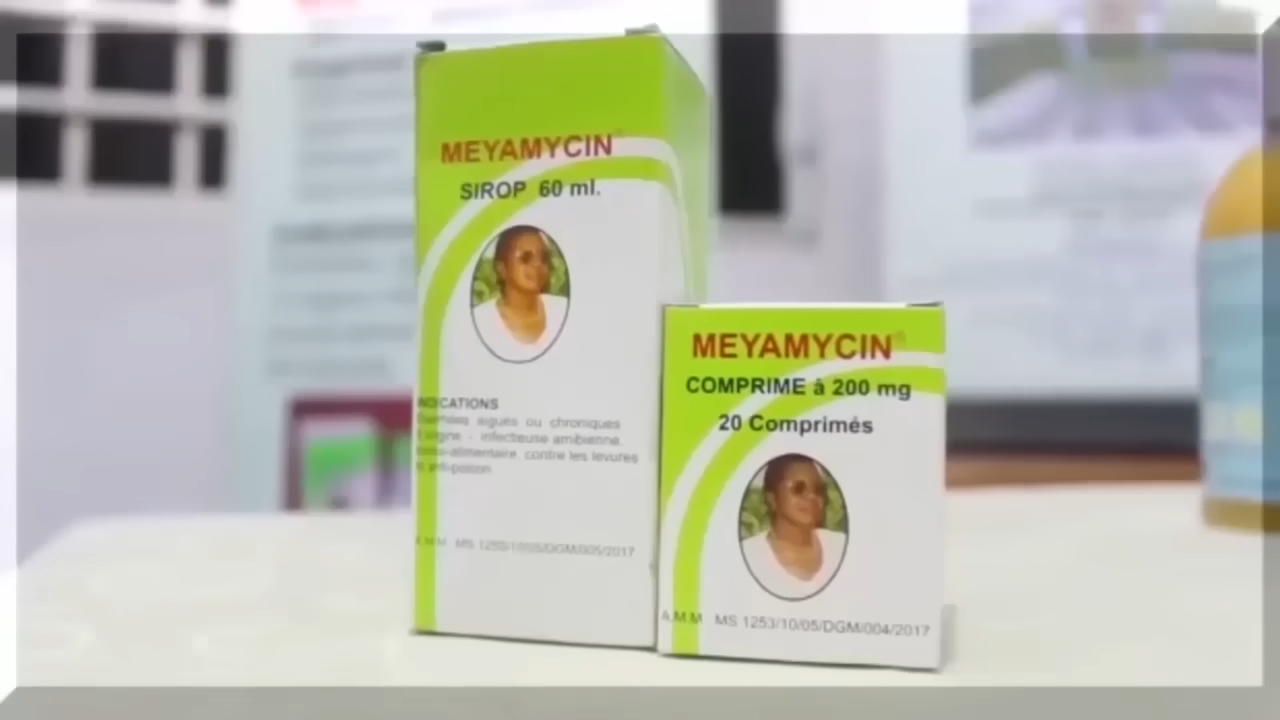 MEYAMYCIN
SIROP 60 ml.
INDICATIONS
aigues ou chroniques
- infectieuse amibienne,
contre les levures
A.M.M MS 1253/10/05/DGM/005/2017
MEYAMYCIN®
COMPRIME à 200 mg
20 Comprimés
A.M.M MS 1253/10/05/DGM/004/2017